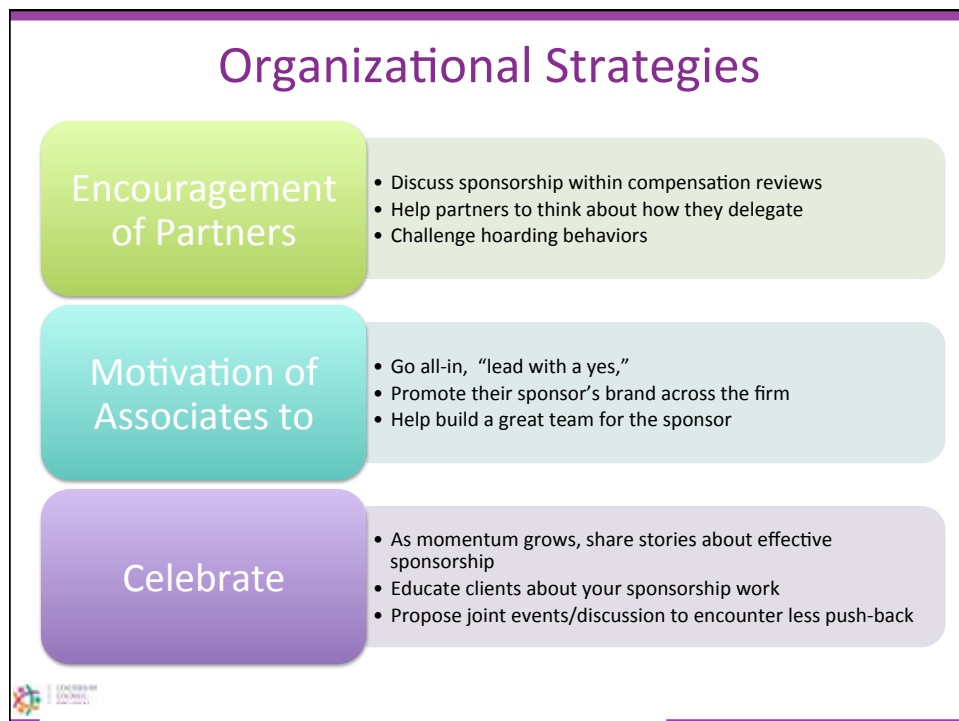 Organizational Strategies
Encouragement
of Partners
• Discuss sponsorship within compensation reviews
• Help partners to think about how they delegate
• Challenge hoarding behaviors
Motivation of
Associates to
• Go all-in,  “lead with a yes,”
• Promote their sponsor’s brand across the firm
• Help build a great team for the sponsor
Celebrate
• As momentum grows, share stories about effective
sponsorship
• Educate clients about your sponsorship work
• Propose joint events/discussion to encounter less push-back
LEADERSHIP
COUNCIL